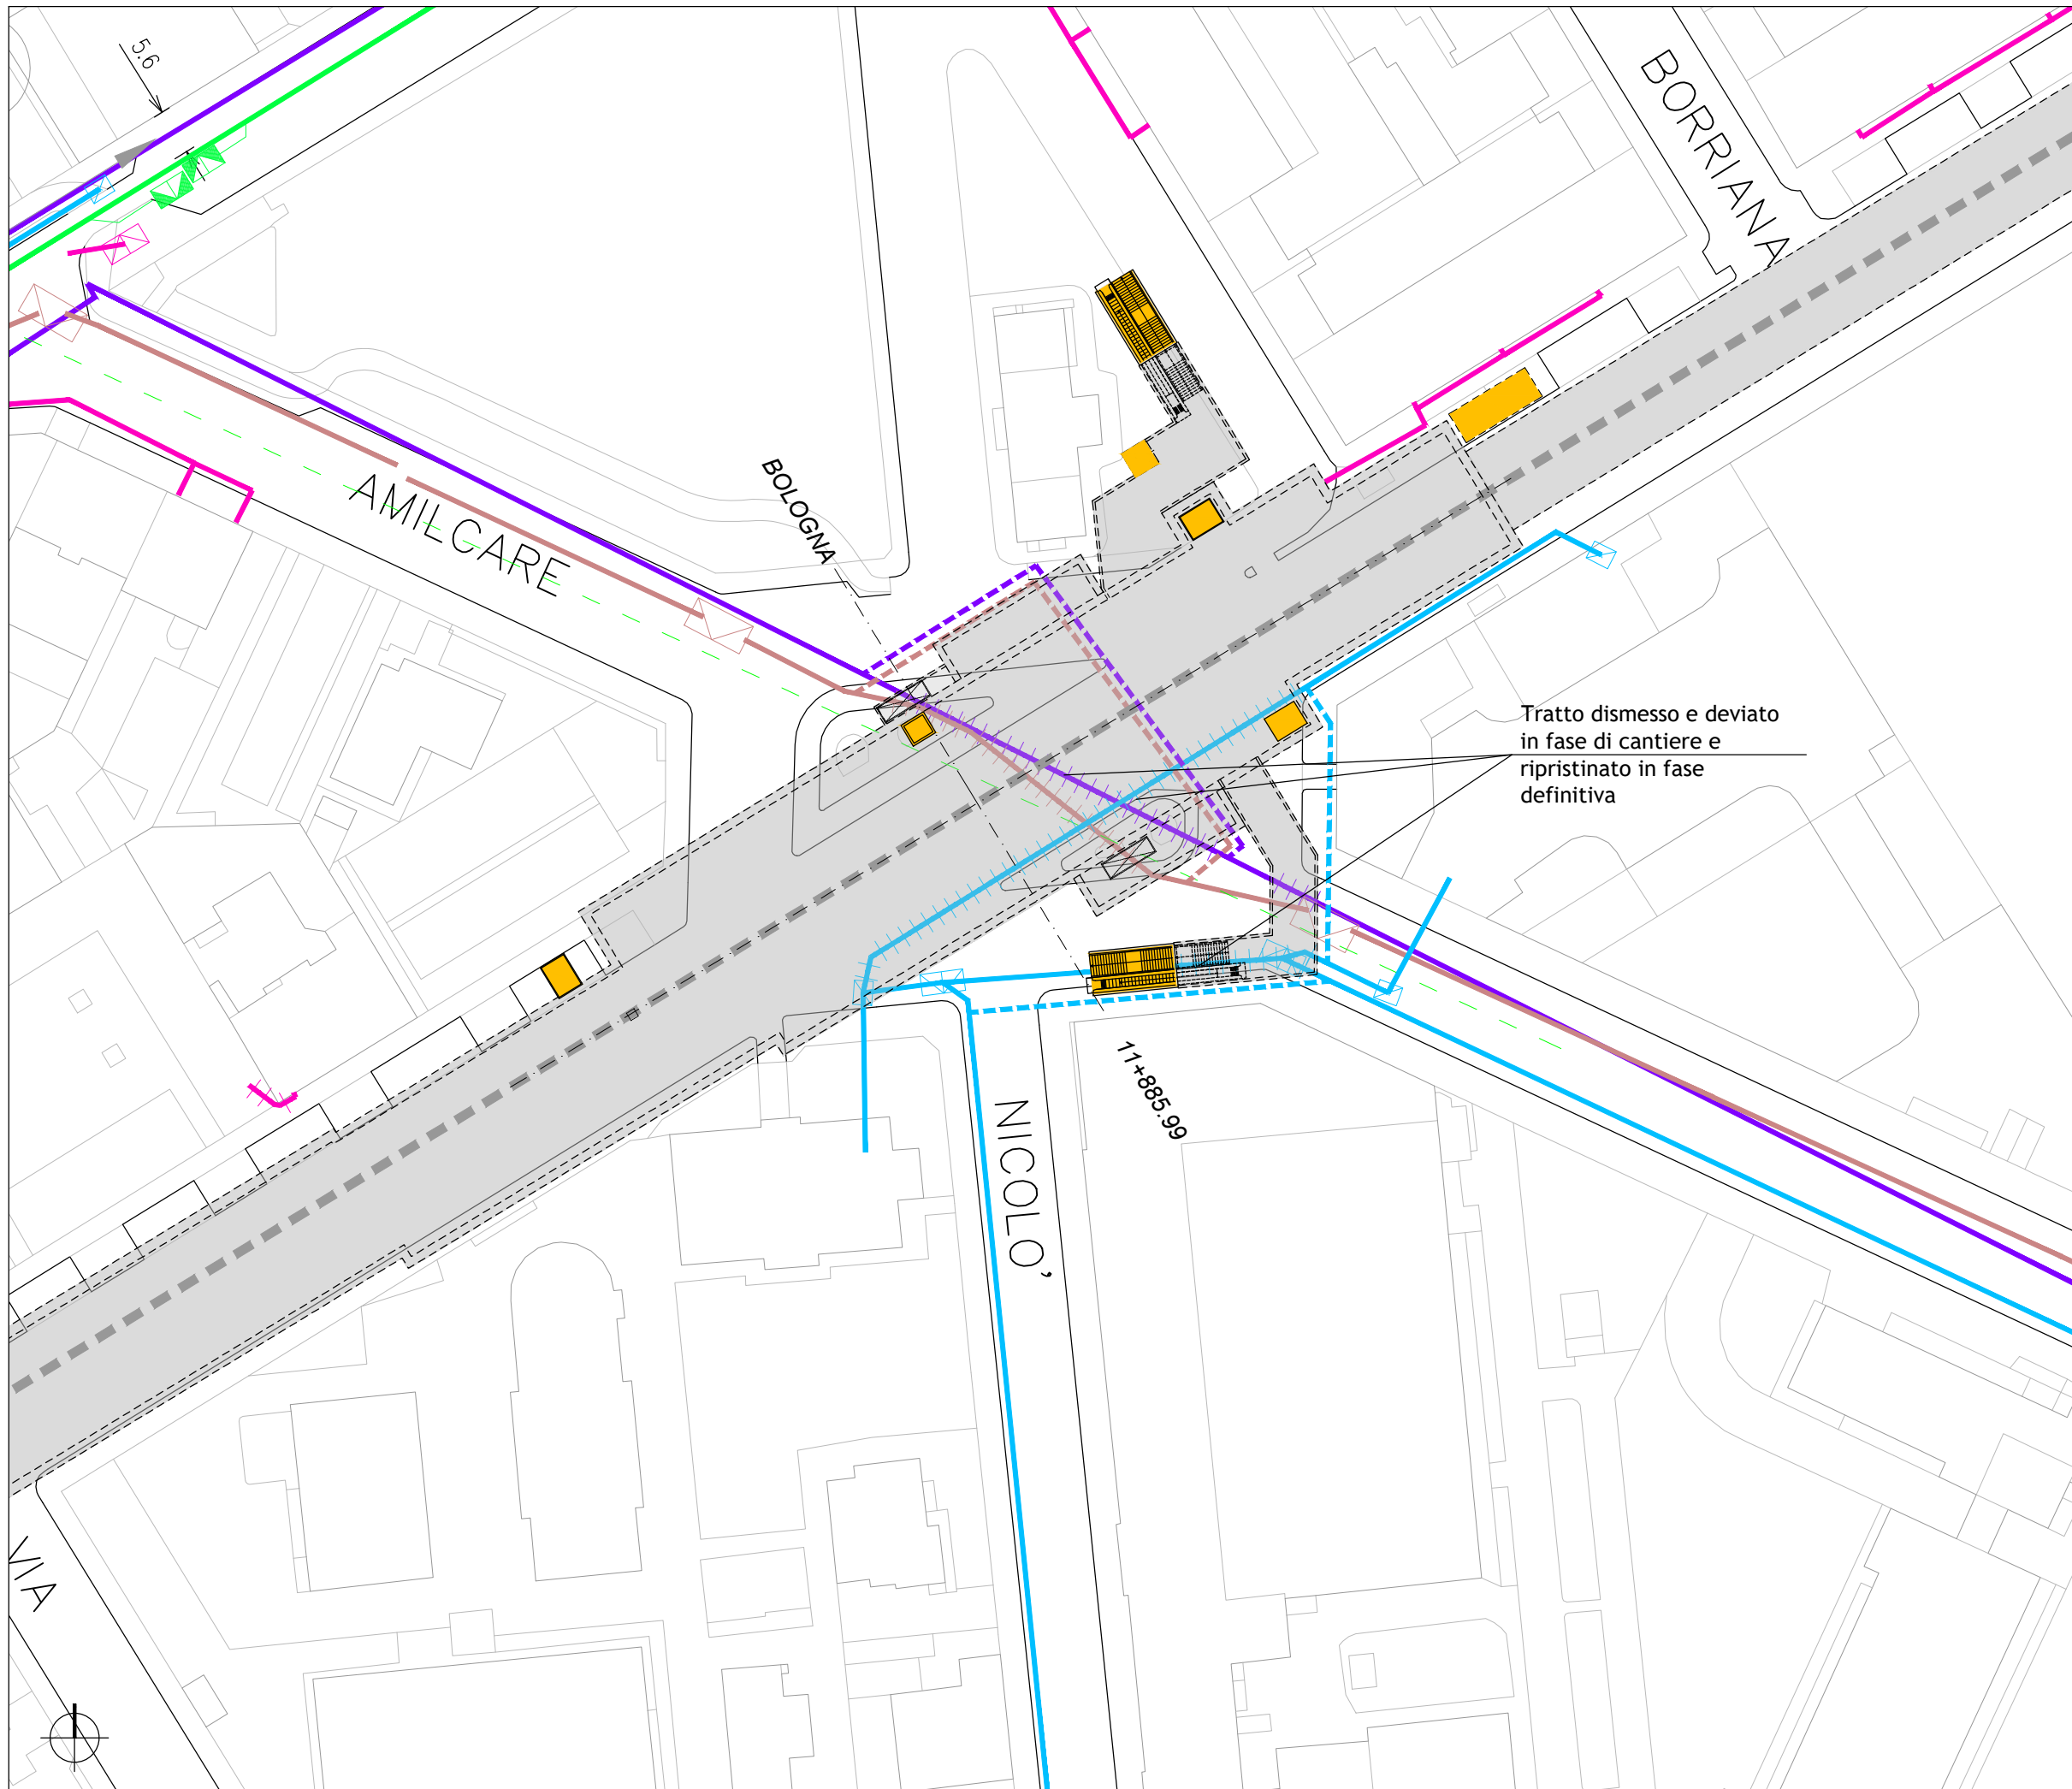 5.6
BORRIANA
AMILCARE
BOLOGNA
Tratto dismesso e deviato
in fase di cantiere e
ripristinato in fase
definitiva
11+885.99
NICOLO'
VIA